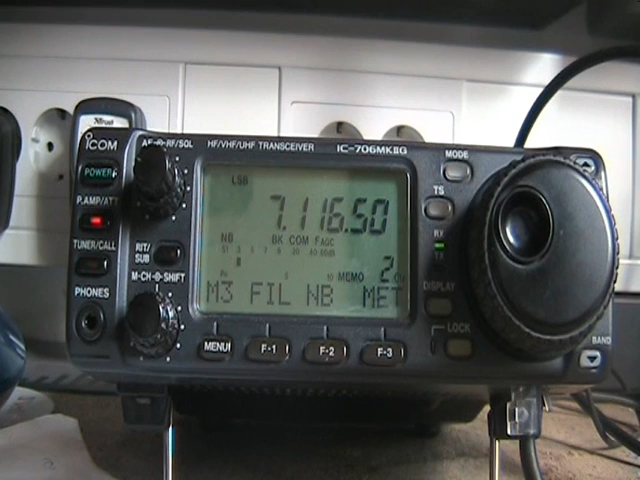 Trust
ICOM
AF-⊙-RF/SQL
HF/VHF/UHF TRANSCEIVER
IC-706MKIIG
MODE
POWER
LSB
7.116.50
TS
P.AMP/ATT
RX
TX
NB
BK COM FAGC
TUNER/CALL
RIT/
SUB
S1 3 5 7 9 20 40 60dB
M-CH-⊙-SHIFT
Po
5
10
MEMO 2CH
DISPLAY
PHONES
M3 FIL NB MET
LOCK
BAND
MENU
F-1
F-2
F-3